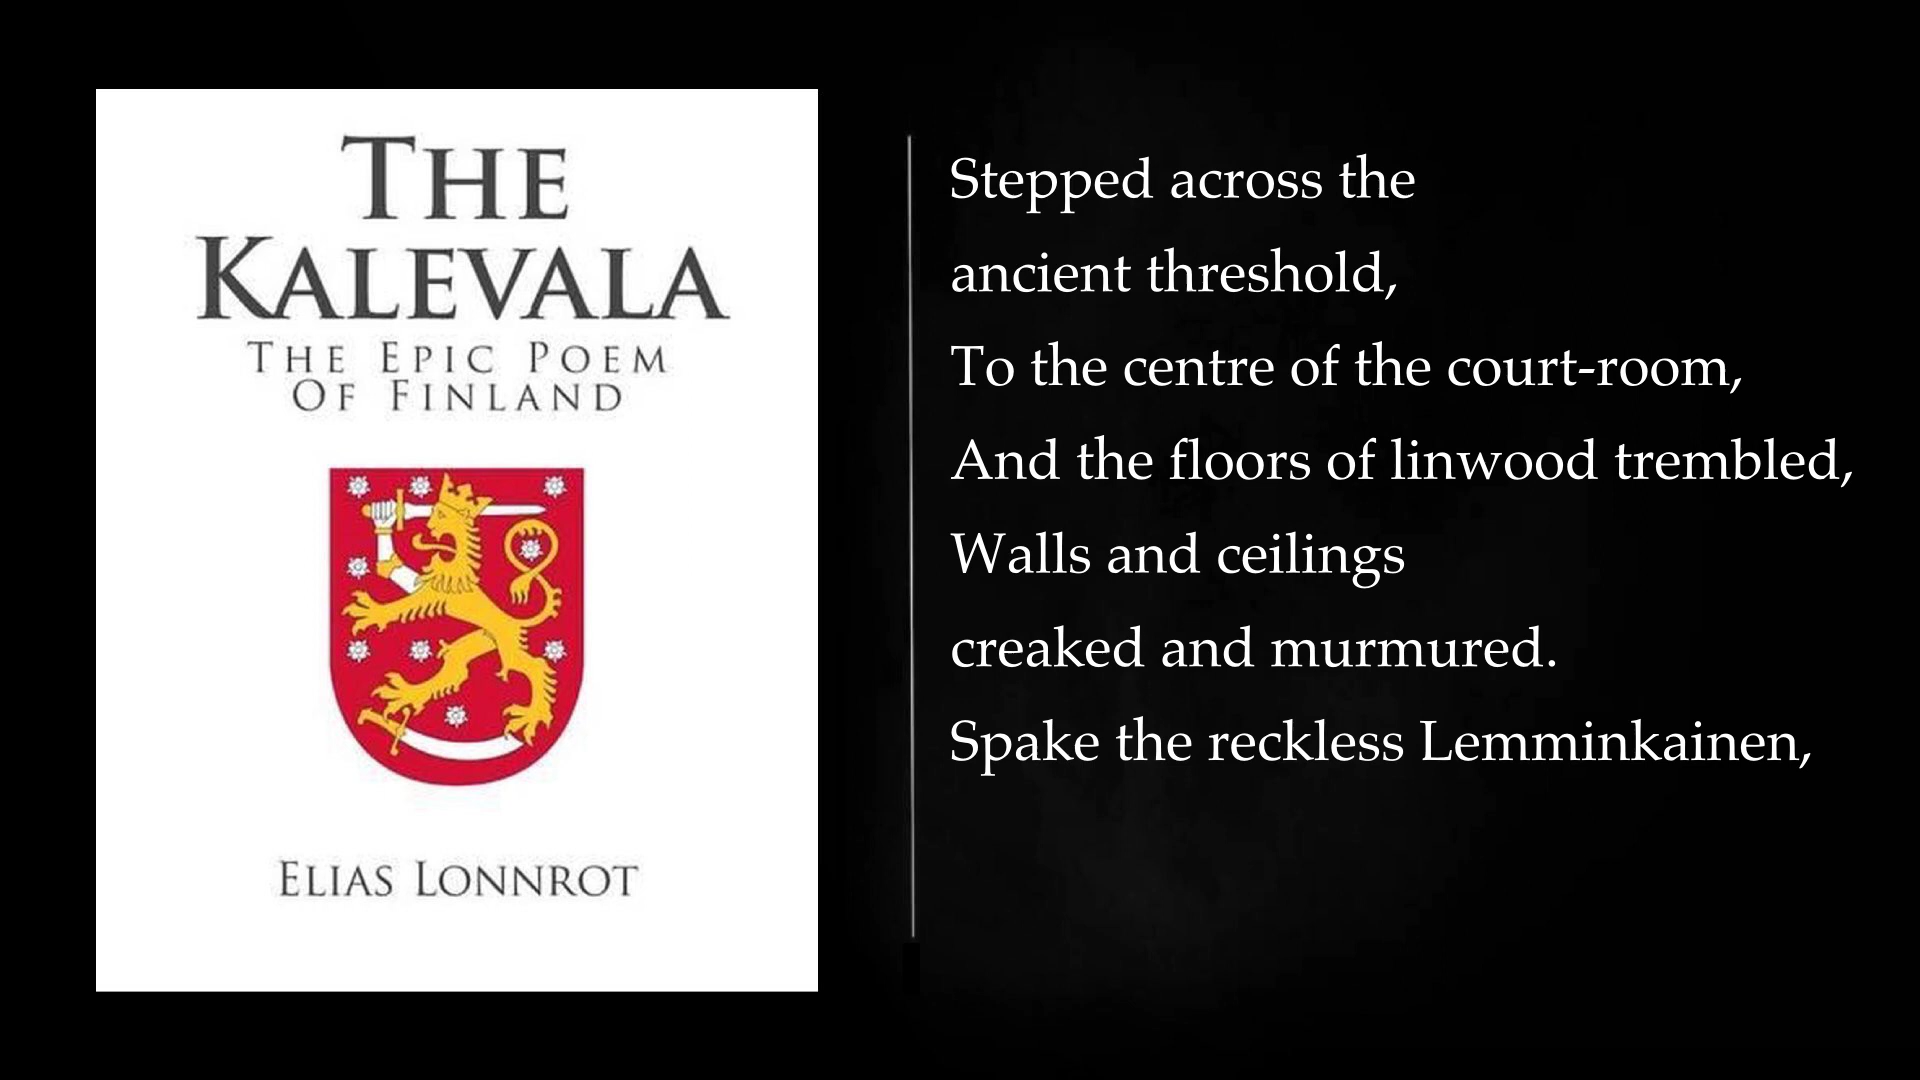 THE
KALEVALA
THE EPIC POEM
OF FINLAND
ELIAS LONNROT
Stepped across the
ancient threshold,
To the centre of the court-room,
And the floors of linwood trembled,
Walls and ceilings
creaked and murmured.
Spake the reckless Lemminkainen,